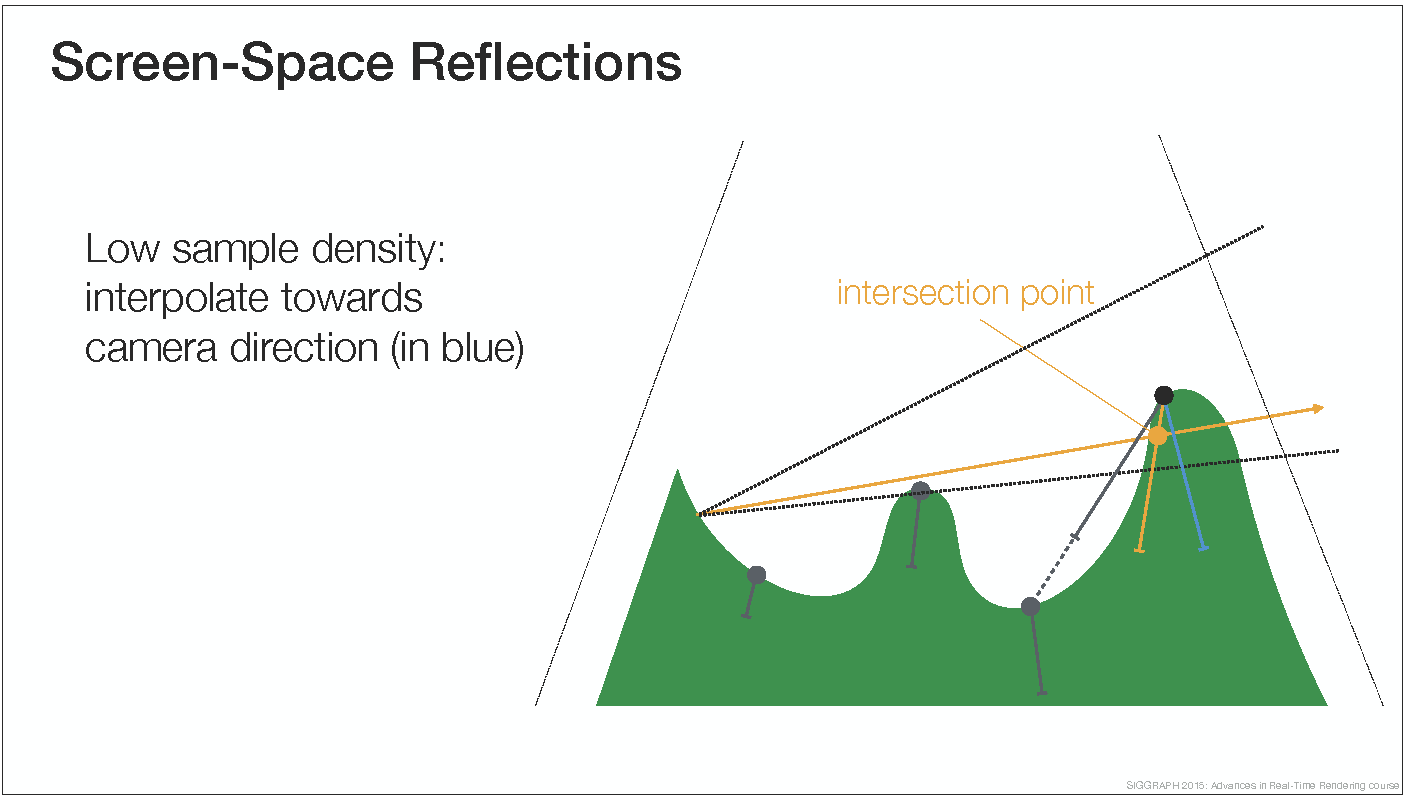 Screen-Space Reflections
Low sample density:
interpolate towards
camera direction (in blue)
intersection point
SIGGRAPH 2015: Advances in Real-Time Rendering course